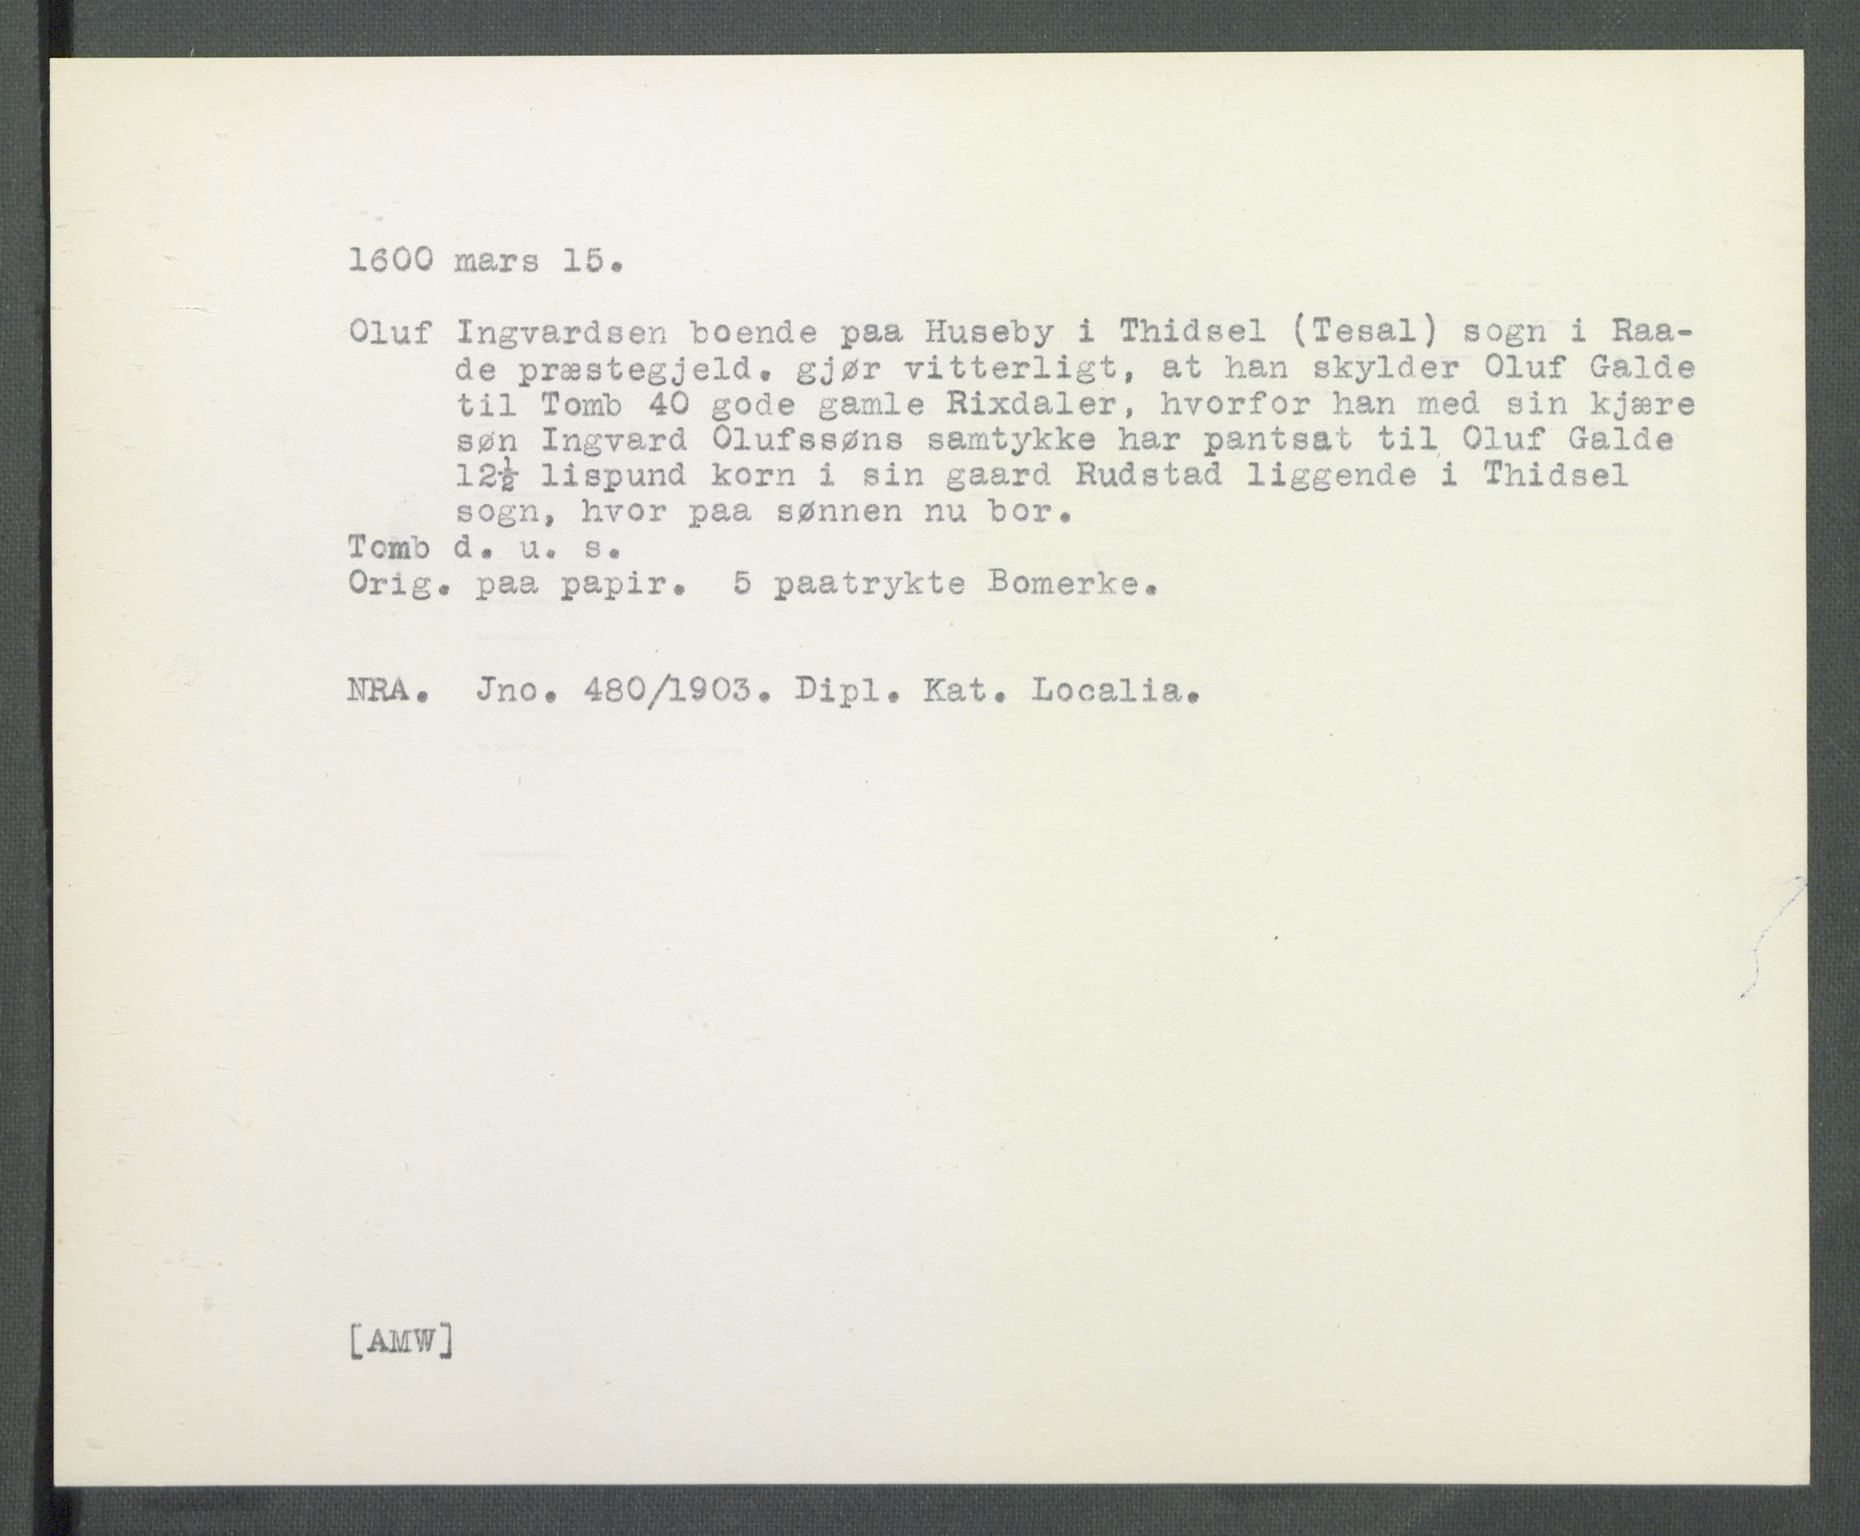 1600 mars 15.
Oluf Ingvardsen boende paa Huseby i Thidsel (Tesal) sogn i Raa-
de præstegjeld. gjør vitterligt, at han skylder Oluf Galde
til Tomb 40 gode gamle Rixdaler, hvorfor han med sin kjære
søn Ingvard Olufssøns samtykke har pantsat til Oluf Galde
12½ lispund korn i sin gaard Rudstad liggende i Thidsel
sogn, hvor paa sønnen nu bor.
Tomb d. u. s.
Orig. paa papir.  5 paatrykte Bomerke.
NRA.  Jno. 480/1903. Dipl. Kat. Localia.
[AMW]